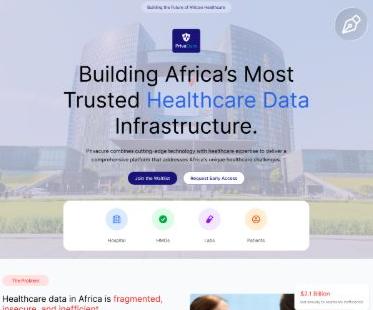 Building the Future of African Healthcare
PrivaCure
Building Africa's Most
Trusted Healthcare Data
Infrastructure.
Privacure combines cutting-edge technology with healthcare expertise to deliver a
comprehensive platform that addresses Africa's unique healthcare challenges.
Join the Waitlist
Request Early Access
Hospital
HMOs
Labs
Patients
The Problem
$2.1 Billion
Healthcare data in Africa is fragmented,
insecure, and inefficient